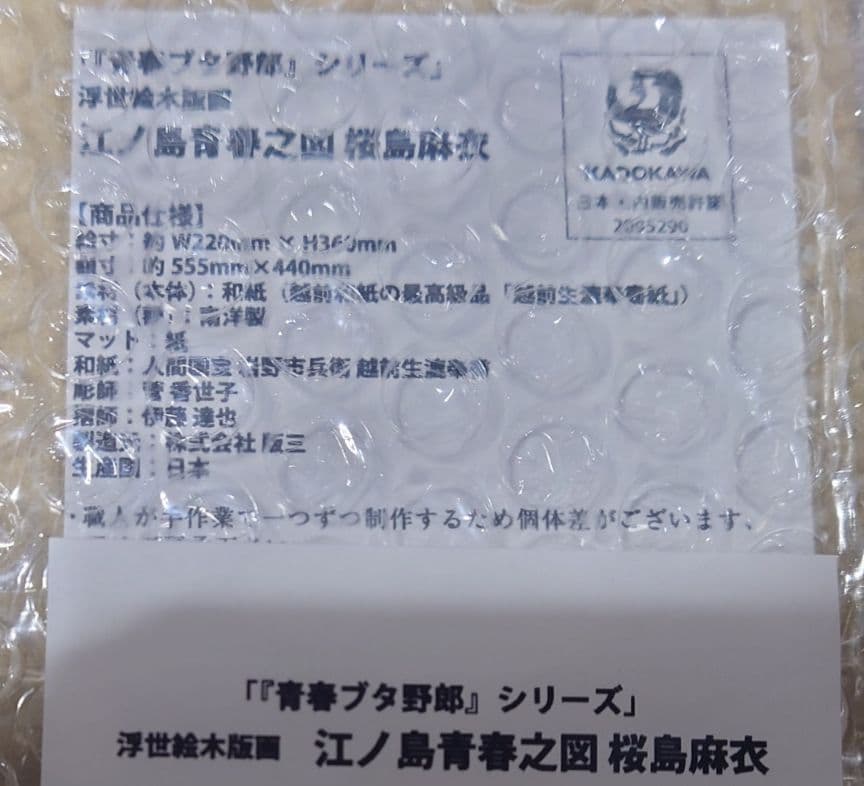 「『青春ブタ野郎』シリーズ」
浮世絵木版画
江ノ島青春之図 桜島麻衣
KADOKAWA
日本・内販売許諾
2095290
【商品仕様】
絵寸：約 W220mm × H360mm
額寸：約 555mm×440mm
素材（本体）：和紙（越前和紙の最高級品「越前生漉奉書紙」）
素材（額）：南洋製
マット：紙
和紙：人間国宝 岩野市兵衛 越前生漉奉書
彫師：菅 香世子
摺師：伊藤 達也
製造元：株式会社 版三
生産国：日本
・職人が手作業で一つずつ制作するため個体差がございます、
「『青春ブタ野郎』シリーズ」
浮世絵木版画 江ノ島青春之図 桜島麻衣